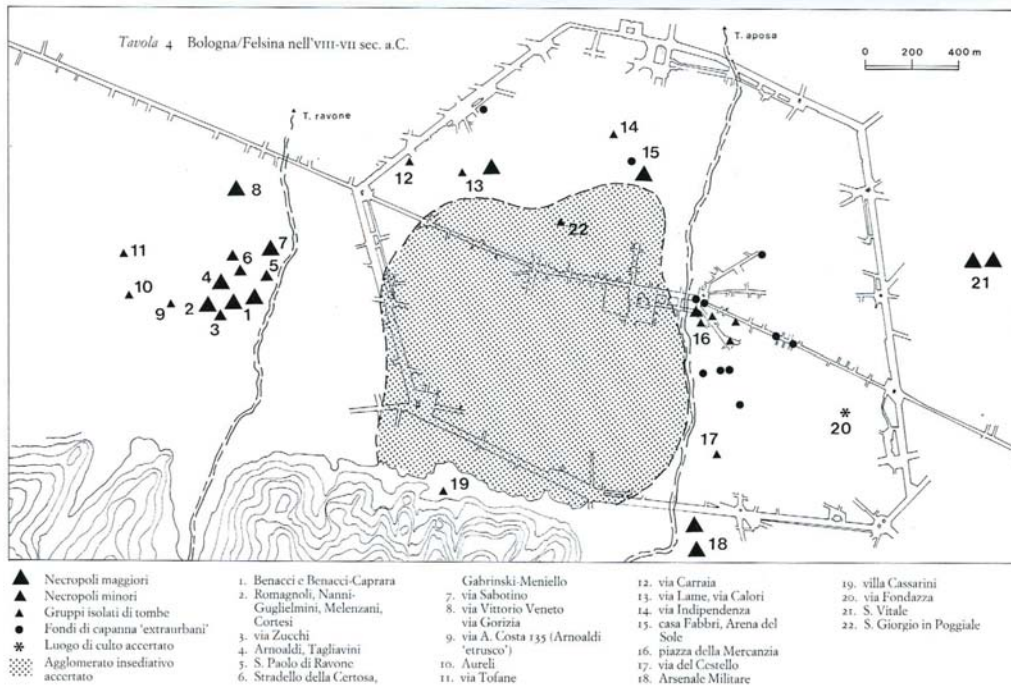 Tavola 4 Bologna/Felsina nell'VIII-VII sec. a.C.
T. ravone
T. aposa
0 200 400 m
14
15
12
13
8
22
11
7
6
5
4
10
21
9
2
1
3
16
20
17
19
18
Necropoli maggiori
Necropoli minori
Gruppi isolati di tombe
Fondi di capanna 'extraurbani'
Luogo di culto accertato
Agglomerato insediativo
accertato
1. Benacci e Benacci-Caprara
2. Romagnoli, Nanni-
Guglielmini, Melenzani,
Cortesi
3. via Zucchi
4. Arnoaldi, Tagliavini
5. S. Paolo di Ravone
6. Stradello della Certosa,
Gabrinski-Meniello
7. via Sabotino
8. via Vittorio Veneto
via Gorizia
9. via A. Costa 135 (Arnoaldi
'etrusco')
10. Aureli
11. via Tofane
12. via Carraia
13. via Lame, via Calori
14. via Indipendenza
15. casa Fabbri, Arena del
Sole
16. piazza della Mercanzia
17. via del Cestello
18. Arsenale Militare
19. villa Cassarini
20. via Fondazza
21. S. Vitale
22. S. Giorgio in Poggiale